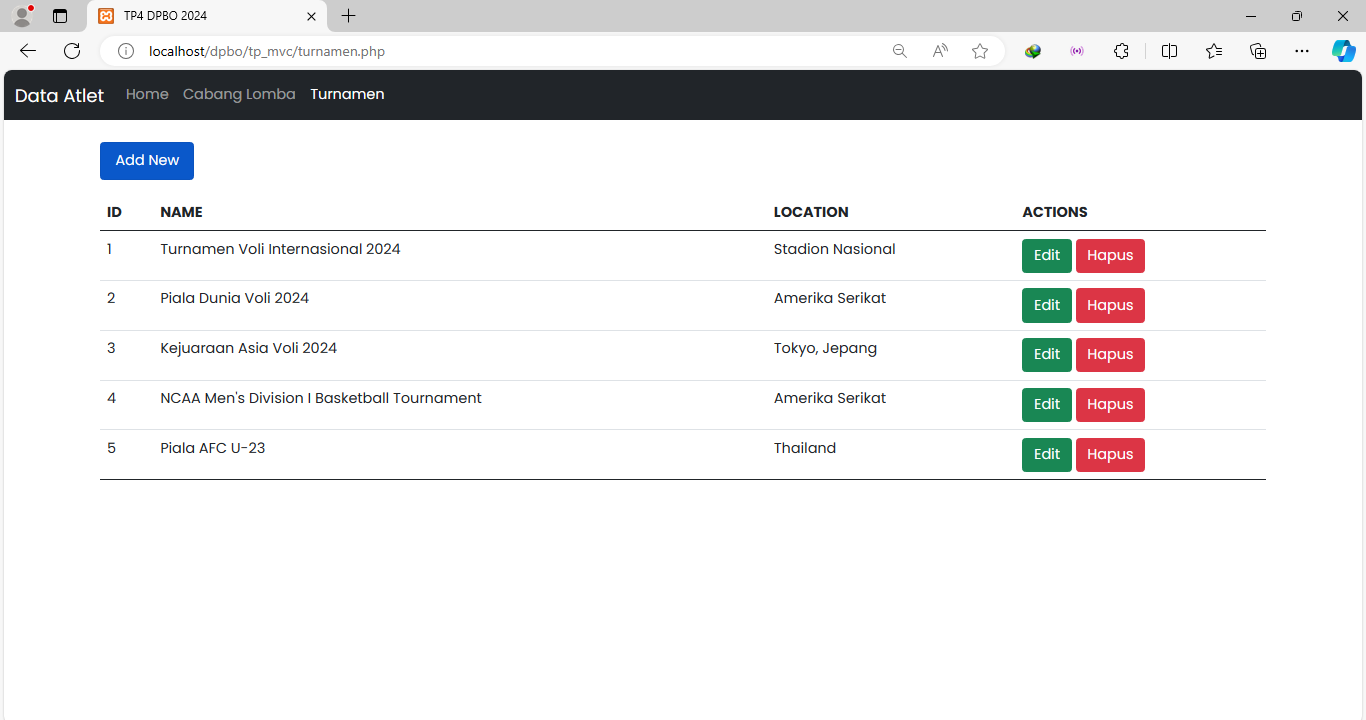 TP4 DPBO 2024
localhost/dpbo/tp_mvc/turnamen.php
Data Atlet Home Cabang Lomba Turnamen
Add New
ID NAME LOCATION ACTIONS
1 Turnamen Voli Internasional 2024 Stadion Nasional Edit Hapus
2 Piala Dunia Voli 2024 Amerika Serikat Edit Hapus
3 Kejuaraan Asia Voli 2024 Tokyo, Jepang Edit Hapus
4 NCAA Men's Division I Basketball Tournament Amerika Serikat Edit Hapus
5 Piala AFC U-23 Thailand Edit Hapus